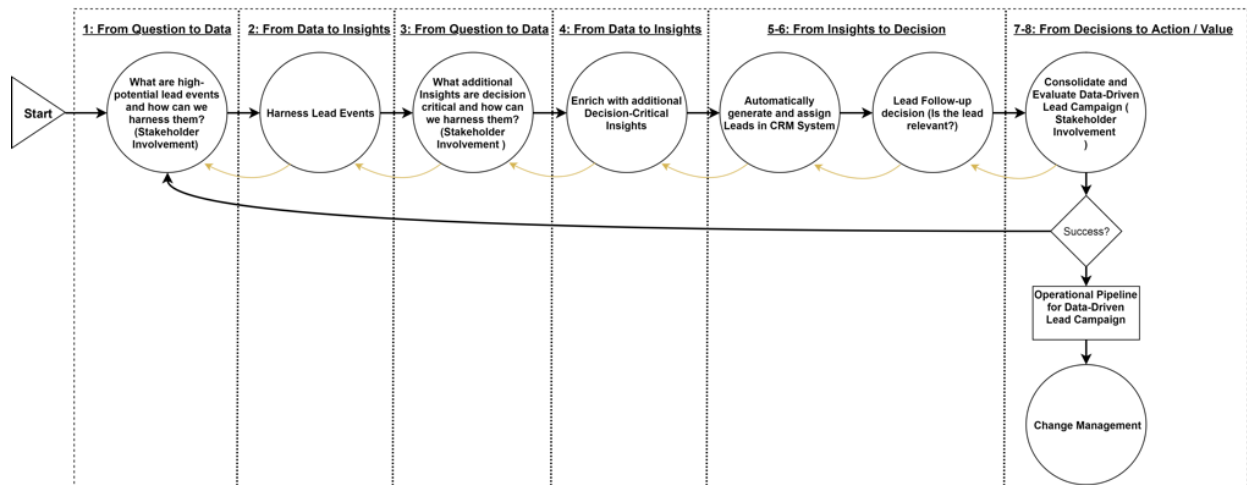 1: From Question to Data
2: From Data to Insights
3: From Question to Data
4: From Data to Insights
5-6: From Insights to Decision
7-8: From Decisions to Action / Value
Start
What are high-
potential lead events
and how can we
harness them?
(Stakeholder
Involvement)
Harness Lead Events
What additional
Insights are decision
critical and how can
we harness them?
(Stakeholder
Involvement )
Enrich with additional
Decision-Critical
Insights
Automatically
generate and assign
Leads in CRM System
Lead Follow-up
decision (Is the lead
relevant?)
Consolidate and
Evaluate Data-Driven
Lead Campaign (
Stakeholder
Involvement
)
Success?
Operational Pipeline
for Data-Driven
Lead Campaign
Change Management